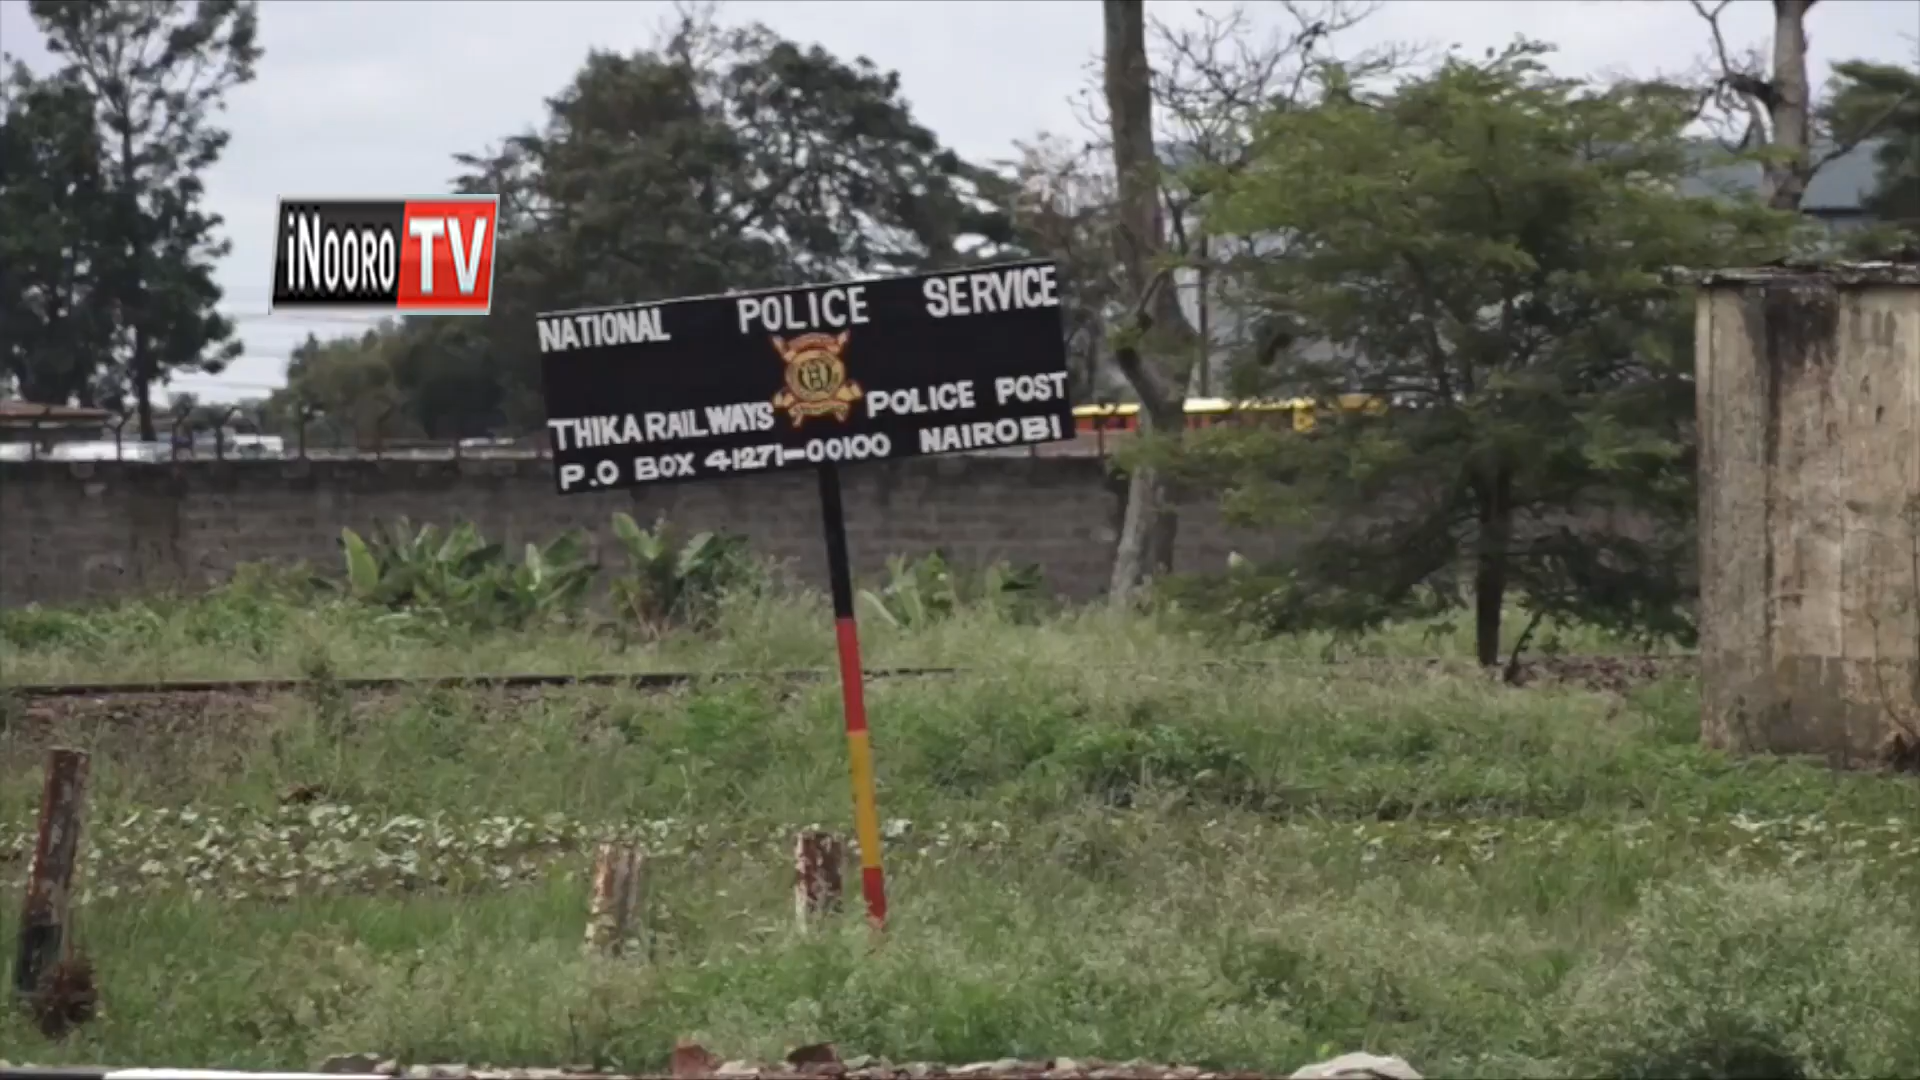 iNOORO TV
NATIONAL POLICE SERVICE
THIKA RAILWAYS POLICE POST
P.O BOX 41271-00100 NAIROBI